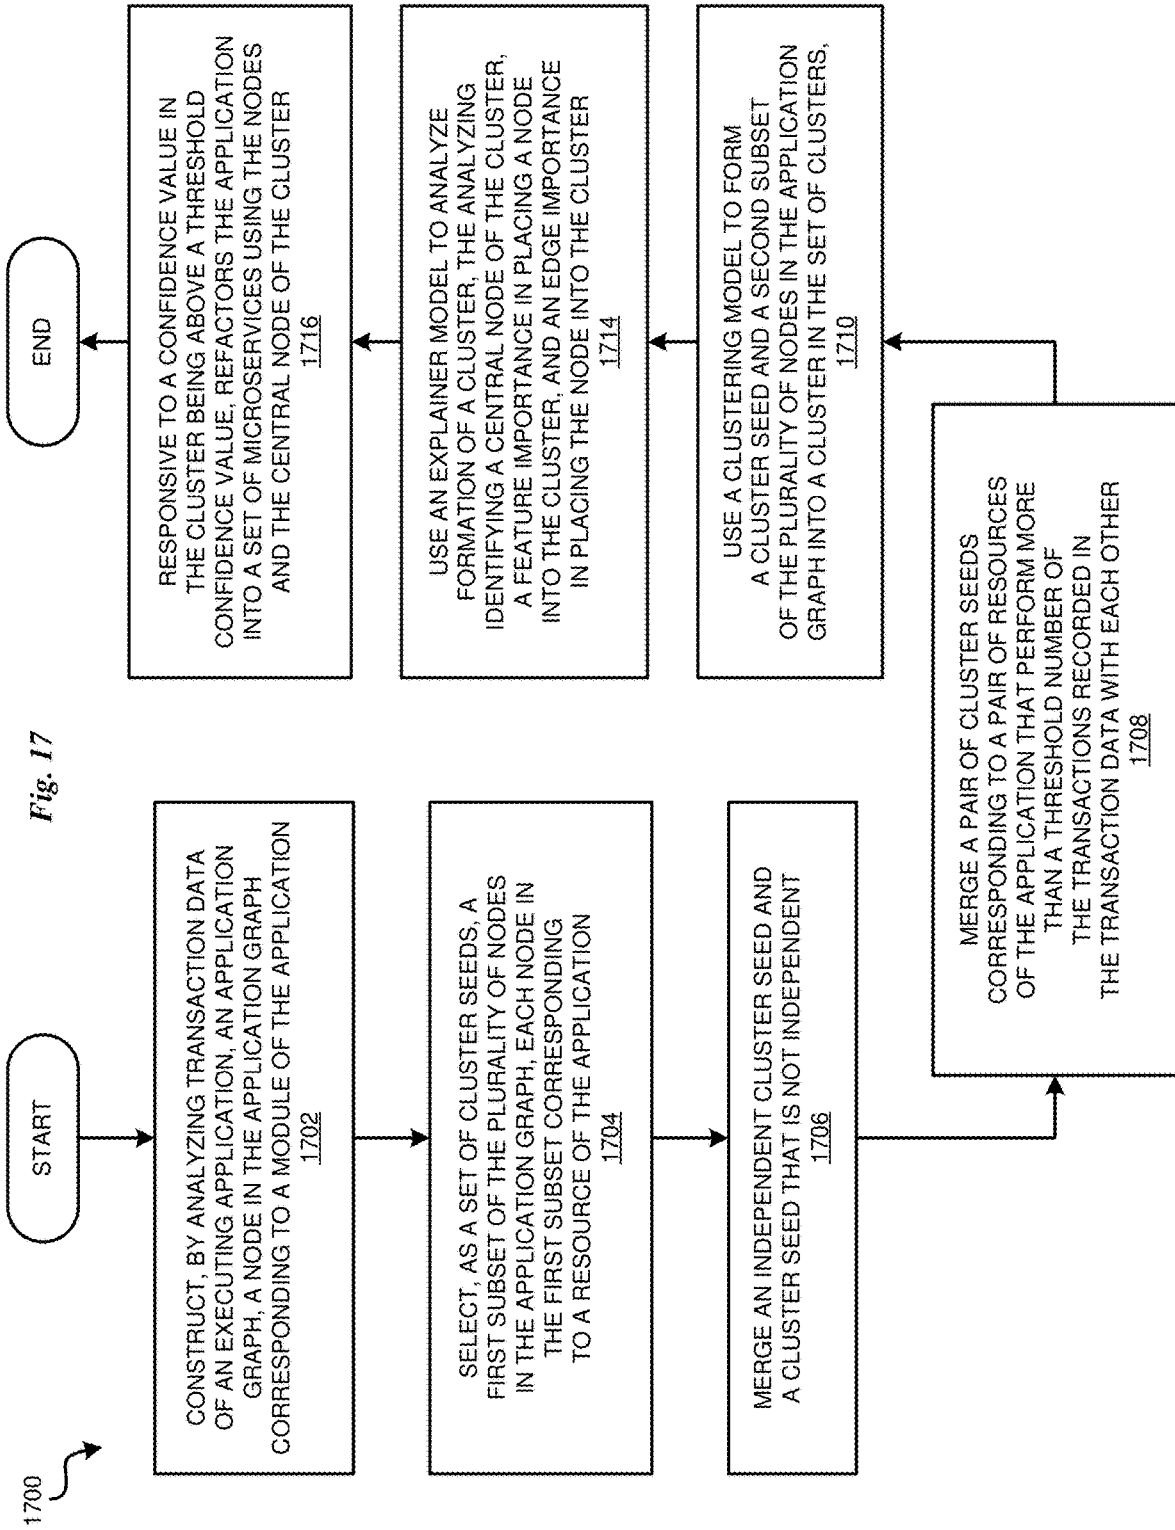 Fig. 17
1700
START
CONSTRUCT, BY ANALYZING TRANSACTION DATA
OF AN EXECUTING APPLICATION, AN APPLICATION
GRAPH, A NODE IN THE APPLICATION GRAPH
CORRESPONDING TO A MODULE OF THE APPLICATION
1702
SELECT, AS A SET OF CLUSTER SEEDS, A
FIRST SUBSET OF THE PLURALITY OF NODES
IN THE APPLICATION GRAPH, EACH NODE IN
THE FIRST SUBSET CORRESPONDING
TO A RESOURCE OF THE APPLICATION
1704
MERGE AN INDEPENDENT CLUSTER SEED AND
A CLUSTER SEED THAT IS NOT INDEPENDENT
1706
MERGE A PAIR OF CLUSTER SEEDS
CORRESPONDING TO A PAIR OF RESOURCES
OF THE APPLICATION THAT PERFORM MORE
THAN A THRESHOLD NUMBER OF
THE TRANSACTIONS RECORDED IN
THE TRANSACTION DATA WITH EACH OTHER
1708
USE A CLUSTERING MODEL TO FORM
A CLUSTER SEED AND A SECOND SUBSET
OF THE PLURALITY OF NODES IN THE APPLICATION
GRAPH INTO A CLUSTER IN THE SET OF CLUSTERS,
1710
USE AN EXPLAINER MODEL TO ANALYZE
FORMATION OF A CLUSTER, THE ANALYZING
IDENTIFYING A CENTRAL NODE OF THE CLUSTER,
A FEATURE IMPORTANCE IN PLACING A NODE
INTO THE CLUSTER, AND AN EDGE IMPORTANCE
IN PLACING THE NODE INTO THE CLUSTER
1714
RESPONSIVE TO A CONFIDENCE VALUE IN
THE CLUSTER BEING ABOVE A THRESHOLD
CONFIDENCE VALUE, REFACTORS THE APPLICATION
INTO A SET OF MICROSERVICES USING THE NODES
AND THE CENTRAL NODE OF THE CLUSTER
1716
END